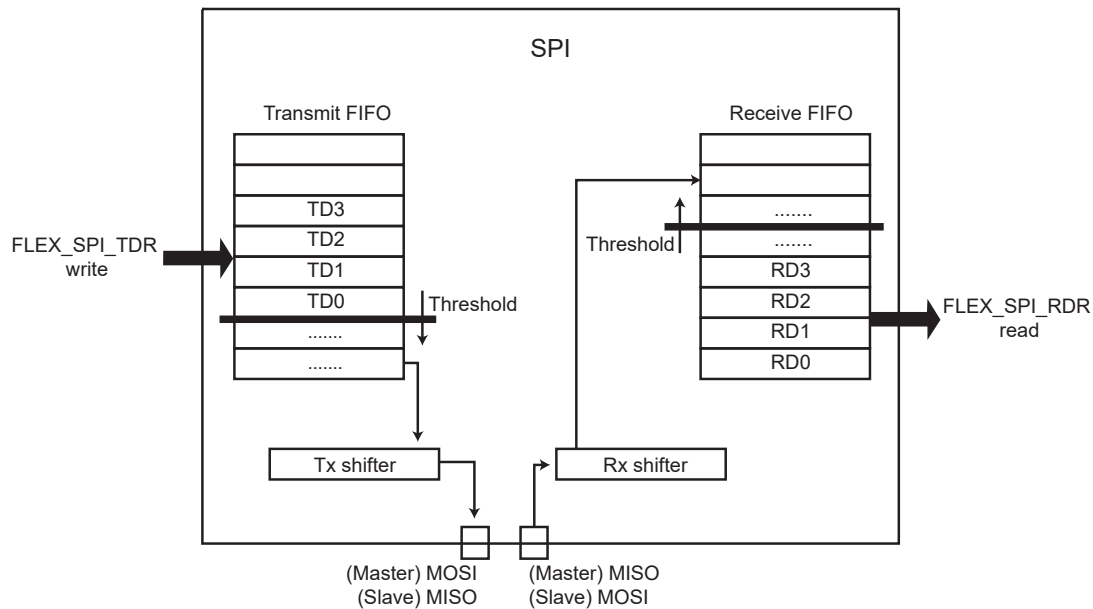 SPI
Transmit FIFO
Receive FIFO
TD3
TD2
TD1
TD0
.......
.......
FLEX_SPI_TDR
write
Threshold
.......
.......
RD3
RD2
RD1
RD0
Threshold
FLEX_SPI_RDR
read
Tx shifter
Rx shifter
(Master) MOSI
(Slave) MISO
(Master) MISO
(Slave) MOSI